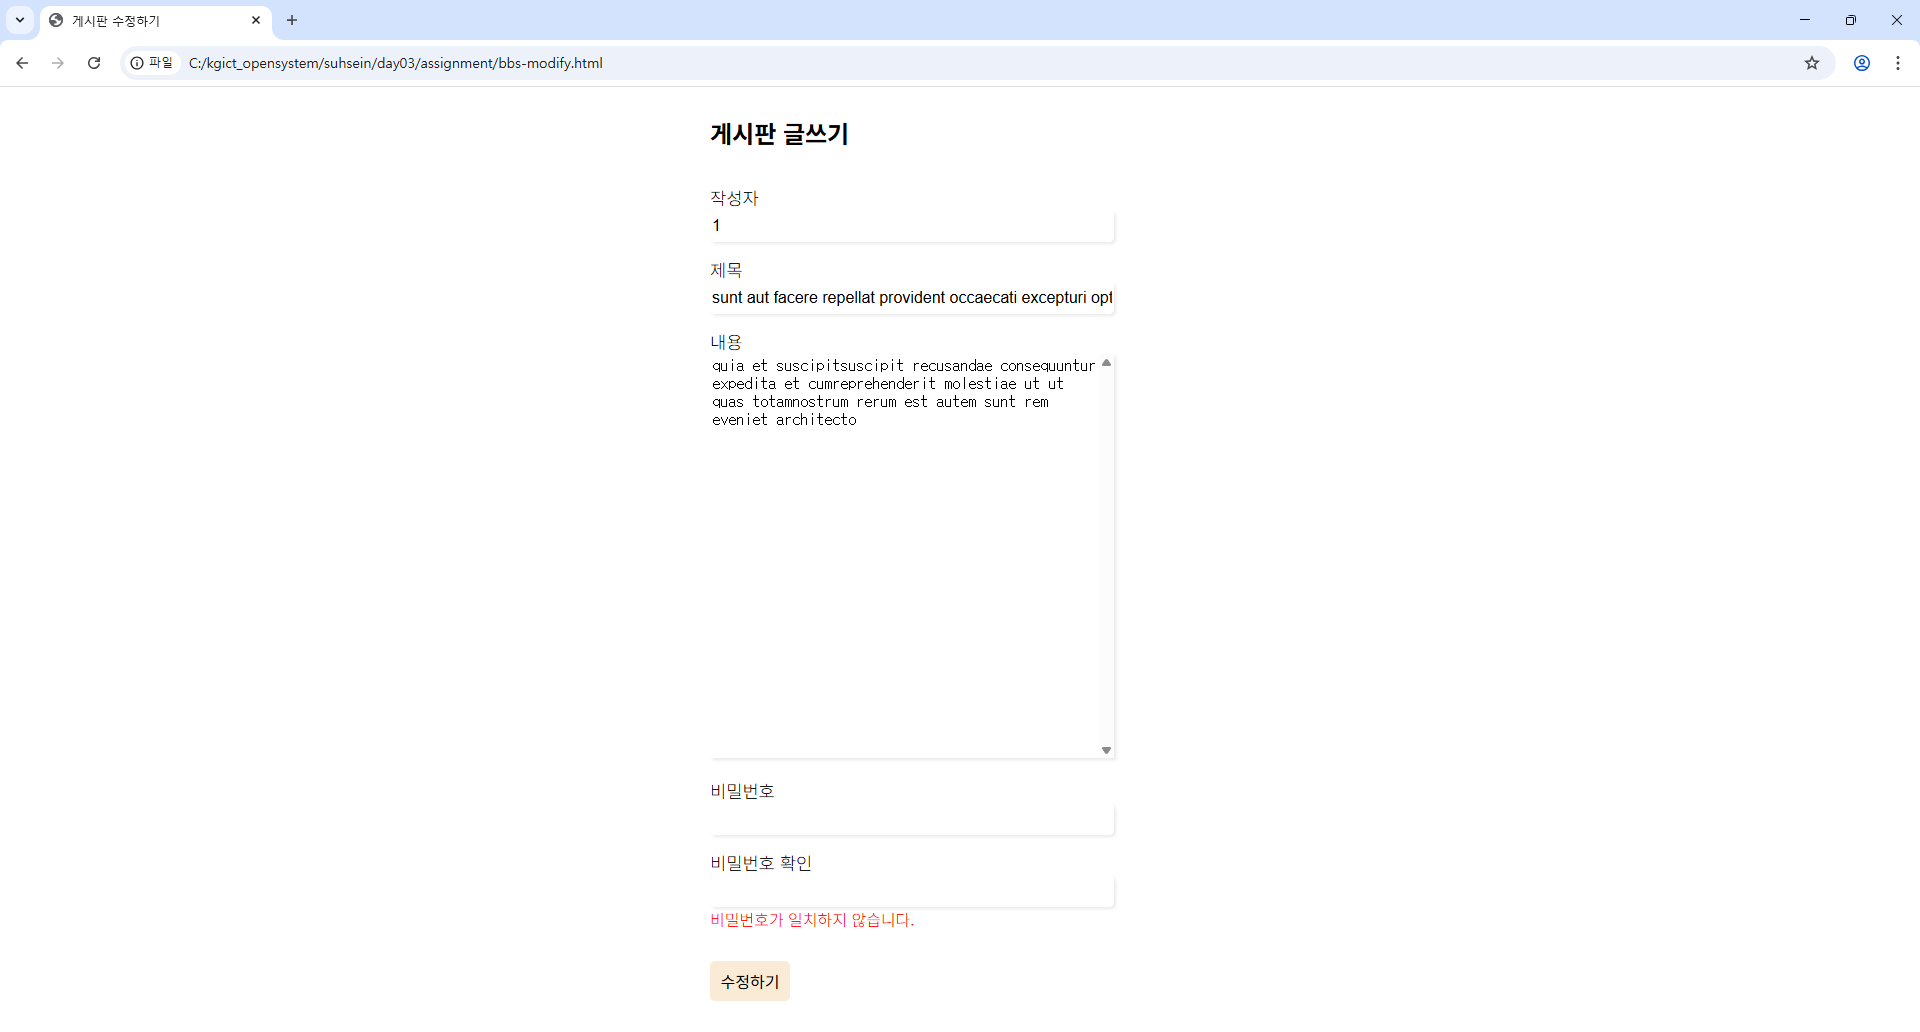 게시판 수정하기
파일
C:/kgict_opensystem/suhsein/day03/assignment/bbs-modify.html
게시판 글쓰기
작성자
1
제목
sunt aut facere repellat provident occaecati excepturi opt
내용
quia et suscipitsuscipit recusandae consequuntur
expedita et cumreprehenderit molestiae ut ut
quas totamnostrum rerum est autem sunt rem
eveniet architecto
비밀번호
비밀번호 확인
비밀번호가 일치하지 않습니다.
수정하기